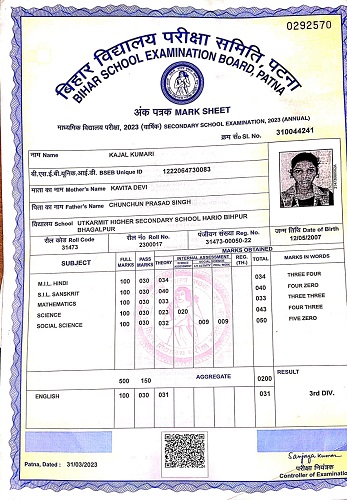 0292570
बिहार विद्यालय परीक्षा समिति, पटना
BIHAR SCHOOL EXAMINATION BOARD, PATNA
अंक पत्रक MARK SHEET
माध्यमिक विद्यालय परीक्षा, 2023 (वार्षिक) SECONDARY SCHOOL EXAMINATION, 2023 (ANNUAL)
क्रम सं० Sl. No. 310044241
नाम Name KAJAL KUMARI
बी.एस.ई.बी.यूनिक.आई.डी. BSEB Unique ID 1222064730083
माता का नाम Mother's Name KAVITA DEVI
पिता का नाम Father's Name CHUNCHUN PRASAD SINGH
विद्यालय School UTKARMIT HIGHER SECONDARY SCHOOL HARIO BIHPUR BHAGALPUR
रौल कोड Roll Code रौल नं० Roll No. पंजीयन संख्या Reg. No. जन्म तिथि Date of Birth
31473 2300017 31473-00050-22 12/05/2007
MARKS OBTAINED
SUBJECT FULL MARKS PASS MARKS THEORY INTERNAL ASSESSMENT REG. (TH.) TOTAL MARKS IN WORDS
M.I.L. HINDI 100 030 034 034 THREE FOUR
S.I.L. SANSKRIT 100 030 040 040 FOUR ZERO
MATHEMATICS 100 030 033 033 THREE THREE
SCIENCE 100 030 023 020 043 FOUR THREE
SOCIAL SCIENCE 100 030 032 009 009 050 FIVE ZERO
500 150 AGGREGATE 0200 RESULT
ENGLISH 100 030 031 031 3rd DIV.
Patna, Dated : 31/03/2023
Sanjay Kumar
परीक्षा नियंत्रक
Controller of Examination